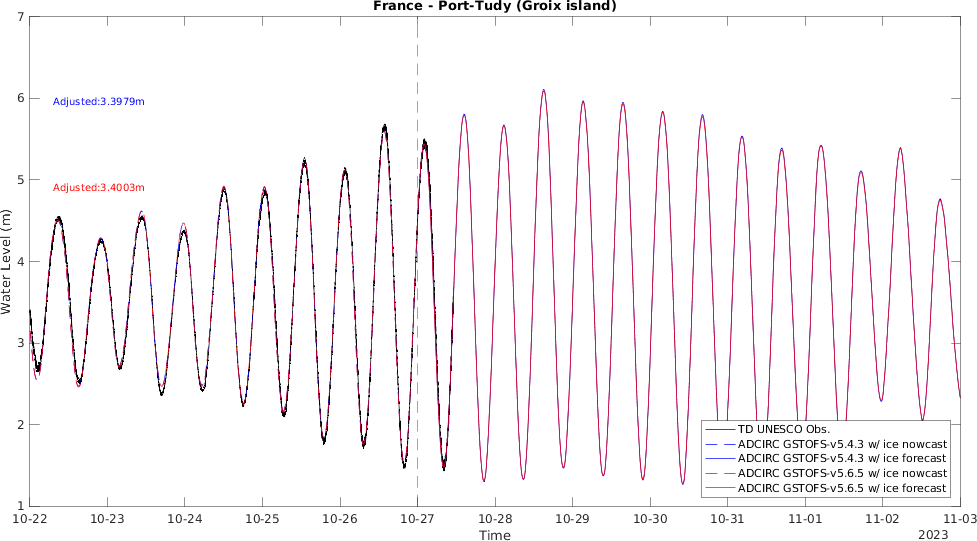 France - Port-Tudy (Groix island)
7
6
5
4
3
2
1
Water Level (m)
Adjusted:3.3979m
Adjusted:3.4003m
TD UNESCO Obs.
ADCIRC GSTOFS-v5.4.3 w/ ice nowcast
ADCIRC GSTOFS-v5.4.3 w/ ice forecast
ADCIRC GSTOFS-v5.6.5 w/ ice nowcast
ADCIRC GSTOFS-v5.6.5 w/ ice forecast
10-22 10-23 10-24 10-25 10-26 10-27 10-28 10-29 10-30 10-31 11-01 11-02 11-03
Time
2023